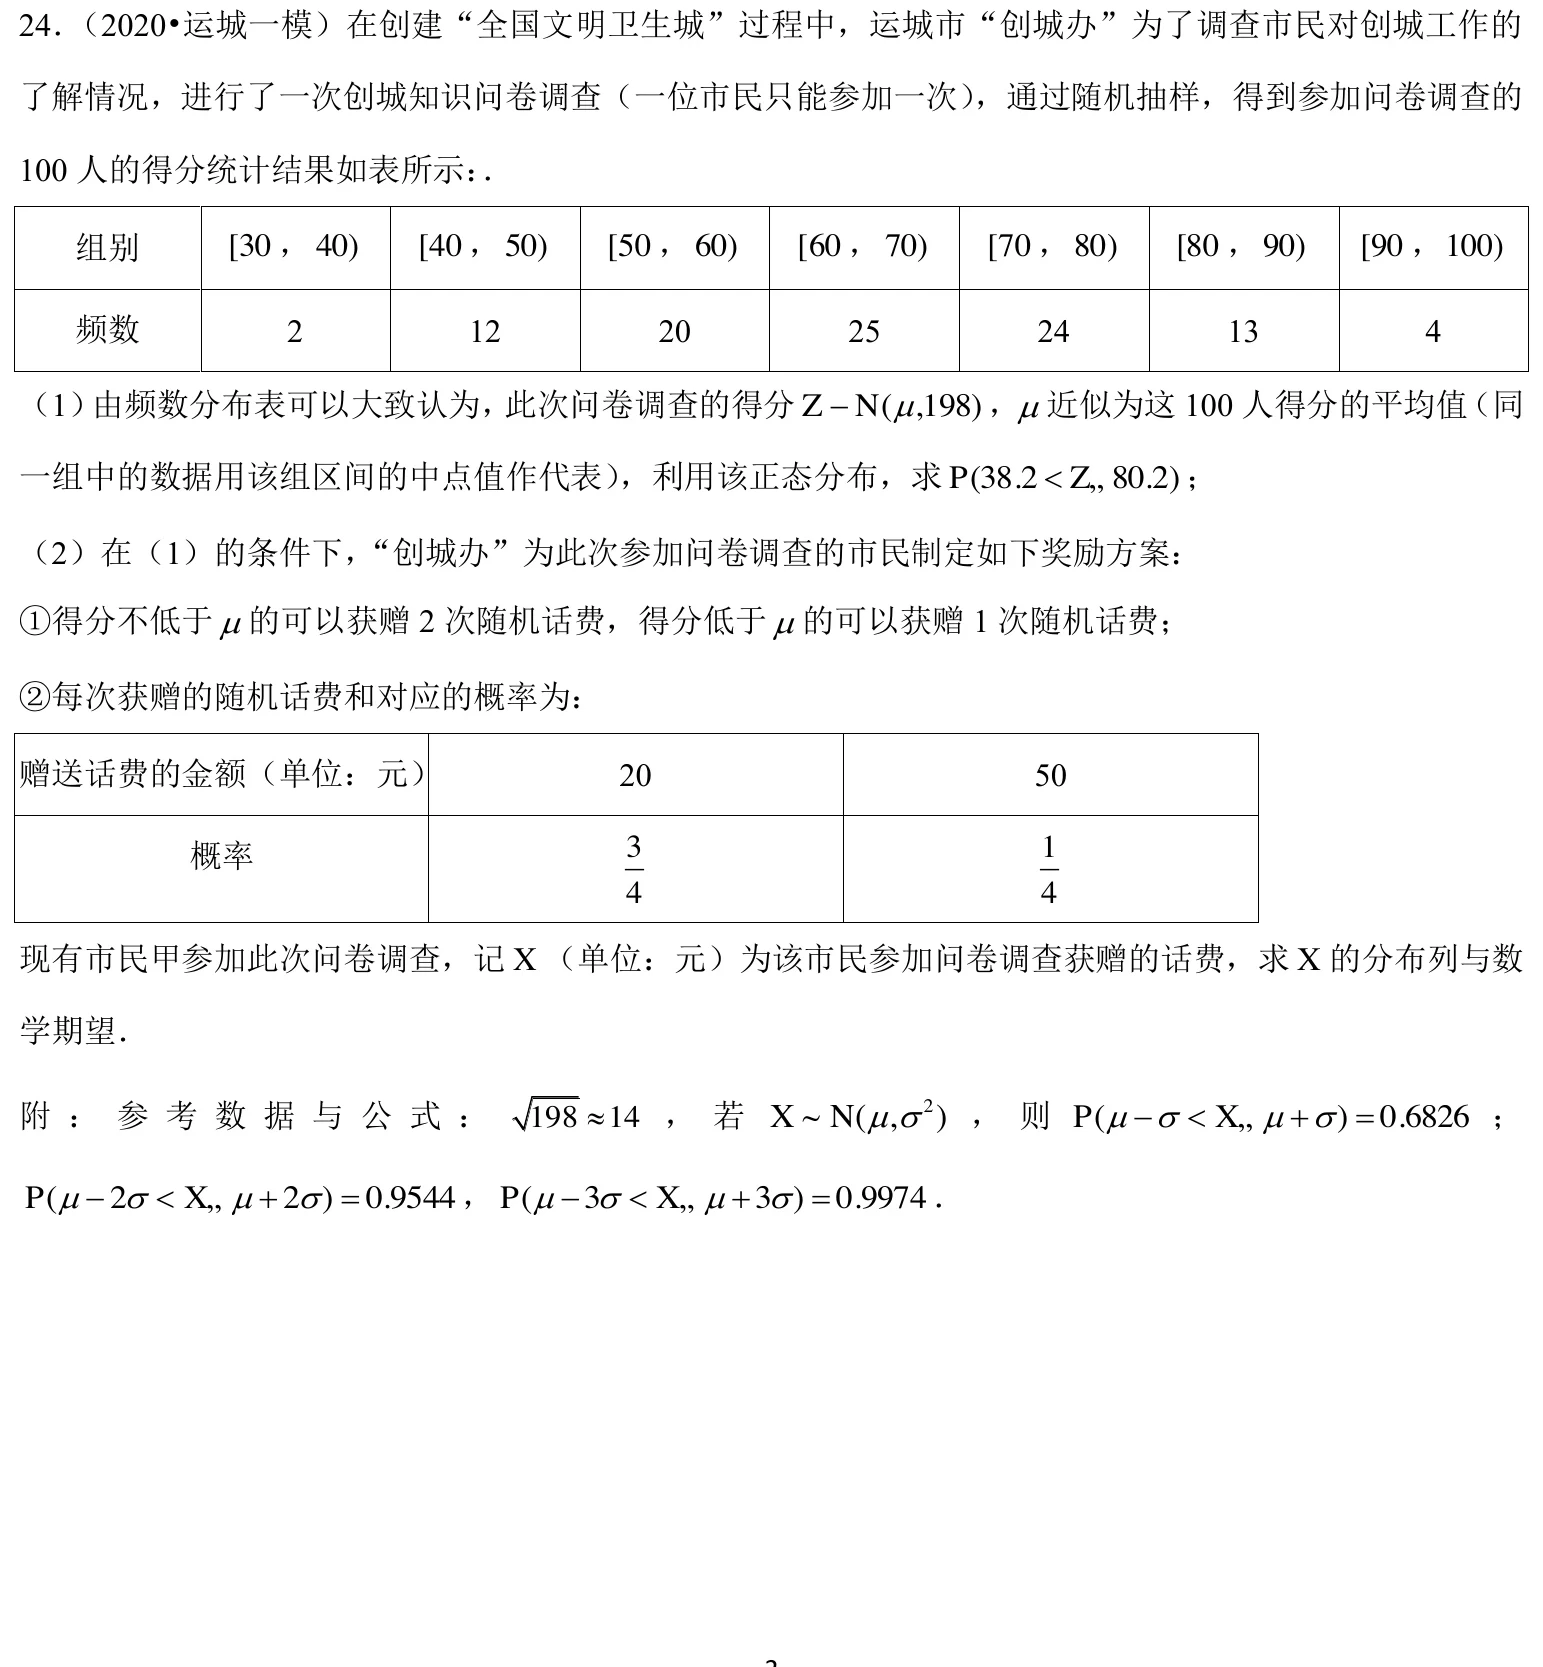 24.（2020•运城一模）在创建“全国文明卫生城”过程中，运城市“创城办”为了调查市民对创城工作的
了解情况，进行了一次创城知识问卷调查（一位市民只能参加一次），通过随机抽样，得到参加问卷调查的
100 人的得分统计结果如表所示：.
组别 [30， 40) [40， 50) [50， 60) [60， 70) [70， 80) [80， 90) [90， 100)
频数 2 12 20 25 24 13 4
（1）由频数分布表可以大致认为，此次问卷调查的得分 Z − N(μ,198)，μ 近似为这 100 人得分的平均值（同
一组中的数据用该组区间的中点值作代表），利用该正态分布，求 P(38.2 < Z,, 80.2)；
（2）在（1）的条件下，“创城办”为此次参加问卷调查的市民制定如下奖励方案：
①得分不低于 μ 的可以获赠 2 次随机话费，得分低于 μ 的可以获赠 1 次随机话费；
②每次获赠的随机话费和对应的概率为：
赠送话费的金额（单位：元） 20 50
概率 3/4 1/4
现有市民甲参加此次问卷调查，记 X （单位：元）为该市民参加问卷调查获赠的话费，求 X 的分布列与数
学期望．
附：参考数据与公式： √198 ≈ 14 ，若 X ~ N(μ,σ²) ，则 P(μ − σ < X,, μ + σ) = 0.6826 ；
P(μ − 2σ < X,, μ + 2σ) = 0.9544， P(μ − 3σ < X,, μ + 3σ) = 0.9974．